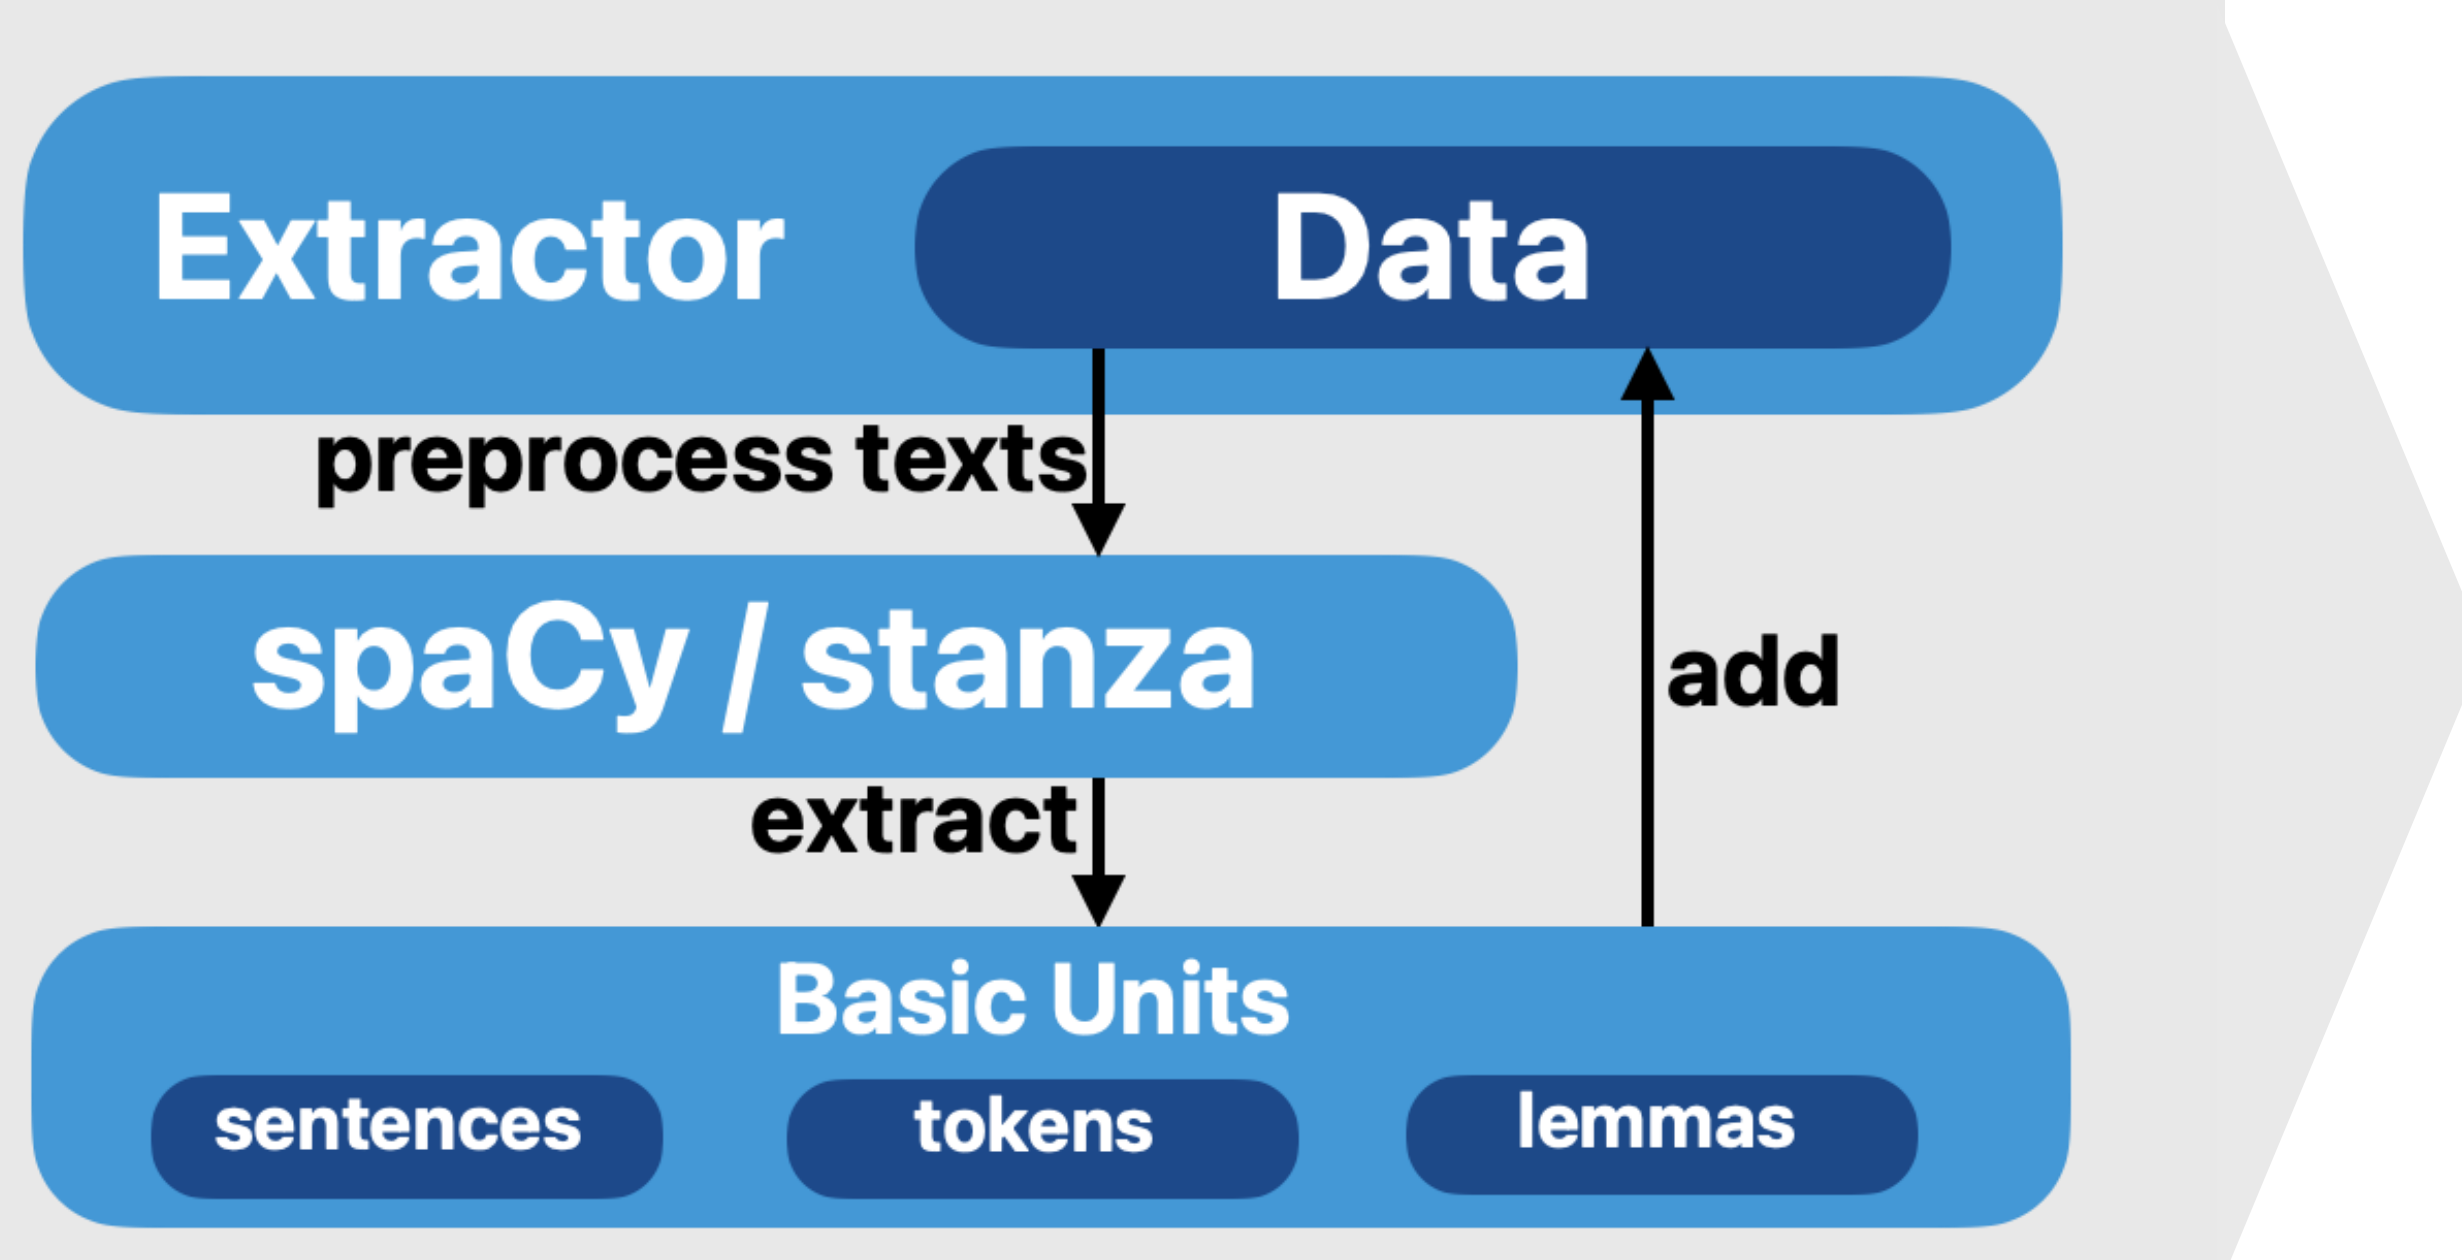 Extractor Data
preprocess texts
spaCy / stanza
add
extract
Basic Units
sentences tokens lemmas